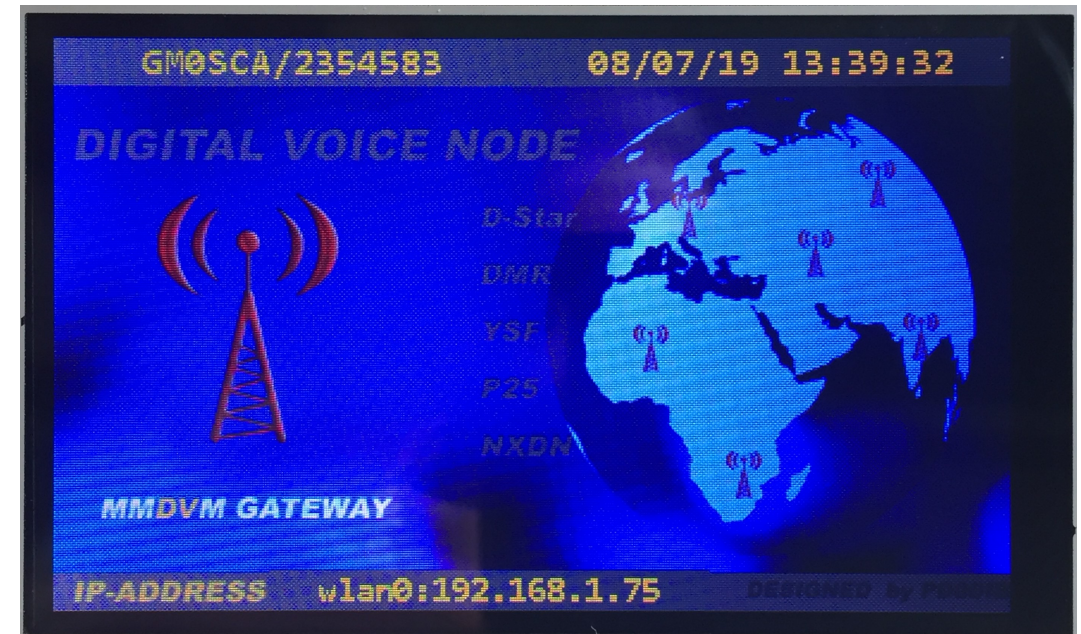 GM0SCA/2354583 08/07/19 13:39:32
DIGITAL VOICE NODE
D-Star
DMR
YSF
P25
NXDN
MMDVM GATEWAY
IP-ADDRESS wlan0:192.168.1.75 DESIGNED by